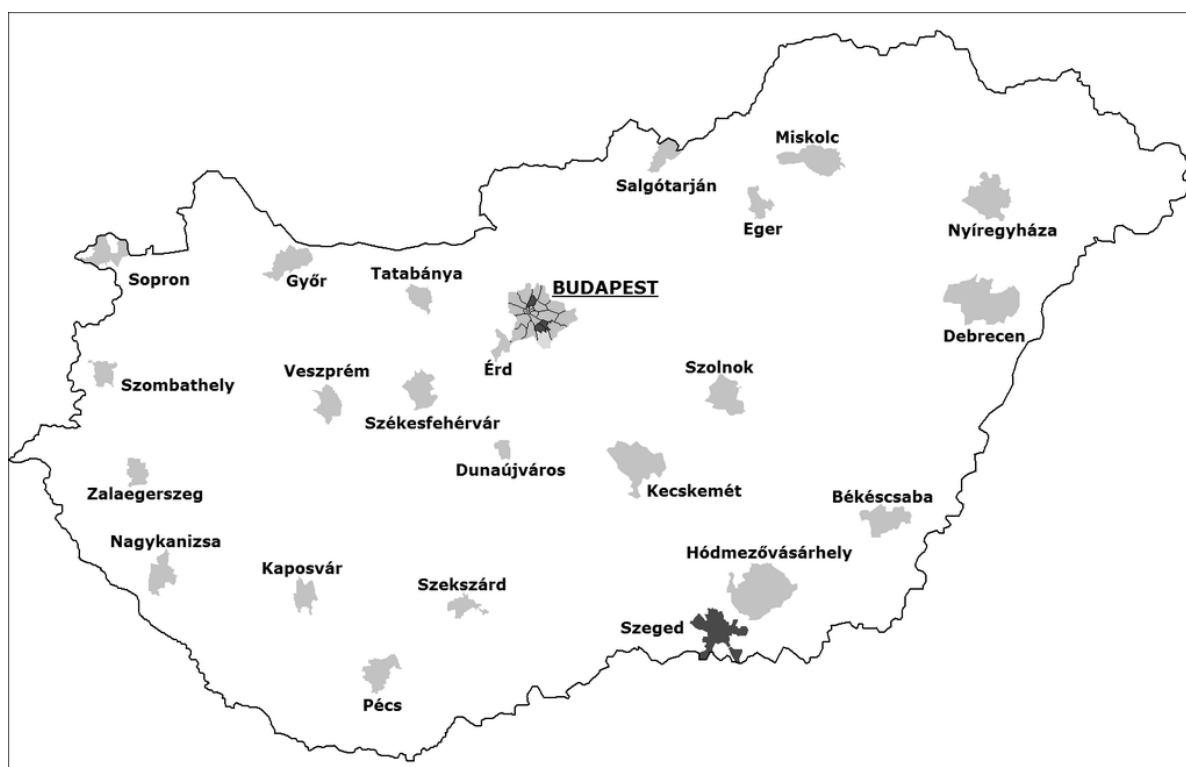 Miskolc
Salgótarján
Eger
Nyíregyháza
Sopron
Győr
Tatabánya
BUDAPEST
Debrecen
Érd
Szombathely
Veszprém
Szolnok
Székesfehérvár
Dunaújváros
Zalaegerszeg
Kecskemét
Békéscsaba
Nagykanizsa
Hódmezővásárhely
Kaposvár
Szekszárd
Szeged
Pécs